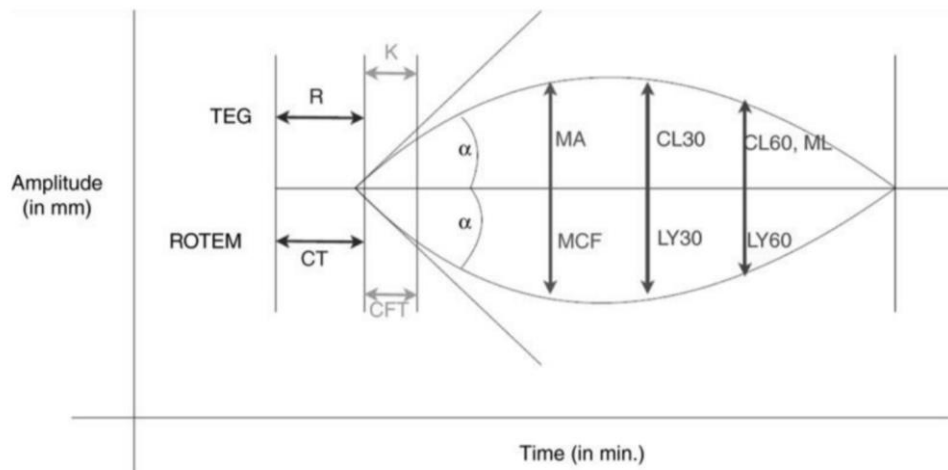 K
R
TEG
α
MA
CL30
CL60, ML
Amplitude
(in mm)
α
ROTEM
MCF
LY30
LY60
CT
CFT
Time (in min.)